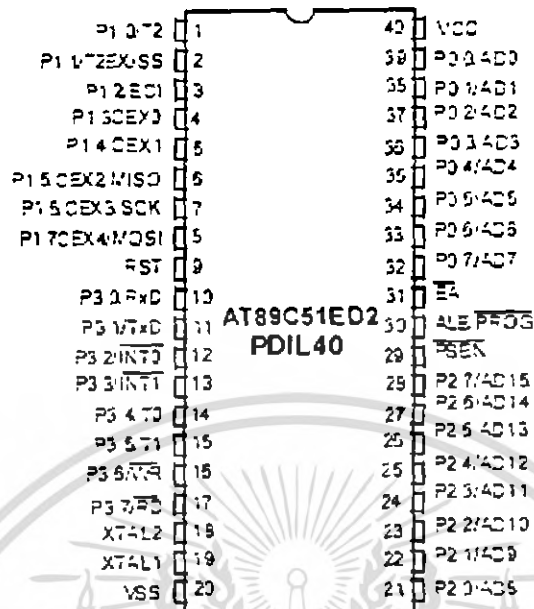 P1.0/T2 1 40 VCC
P1.1/T2EX/SS 2 39 P0.0/AD0
P1.2/ECI 3 38 P0.1/AD1
P1.3CEX0 4 37 P0.2/AD2
P1.4/CEX1 5 36 P0.3/AD3
P1.5/CEX2/MISO 6 35 P0.4/AD4
P1.6/CEX3/SCK 7 34 P0.5/AD5
P1.7CEX4/MOSI 8 33 P0.6/AD6
RST 9 32 P0.7/AD7
P3.0/RxD 10 31 EA
P3.1/TxD 11 AT89C51ED2 30 ALE/PROG
P3.2/INT0 12 PDIL40 29 PSEN
P3.3/INT1 13 28 P2.7/AD15
P3.4/T0 14 27 P2.6/AD14
P3.5/T1 15 26 P2.5/AD13
P3.6/WR 16 25 P2.4/AD12
P3.7/RD 17 24 P2.3/AD11
XTAL2 18 23 P2.2/AD10
XTAL1 19 22 P2.1/AD9
VSS 20 21 P2.0/AD8